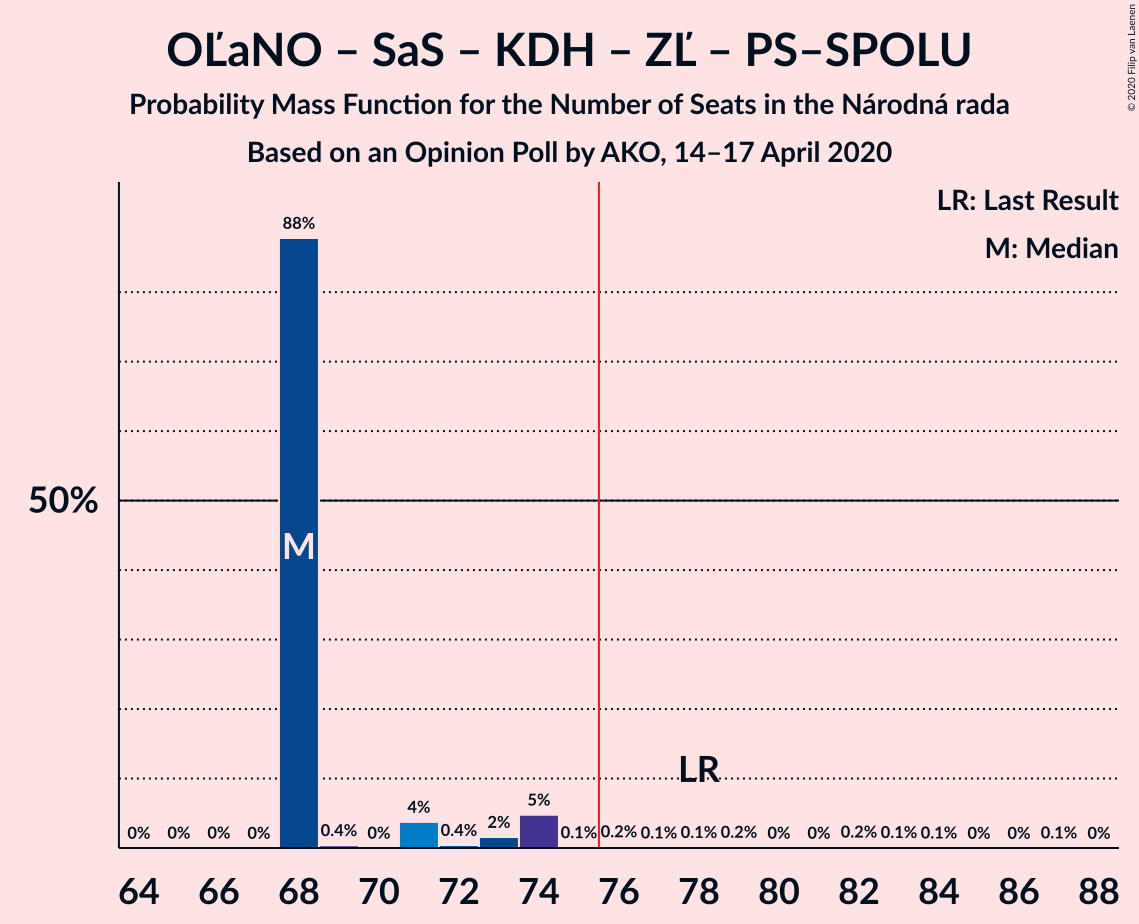 OĽaNO – SaS – KDH – ZĽ – PS–SPOLU
Probability Mass Function for the Number of Seats in the Národná rada
Based on an Opinion Poll by AKO, 14–17 April 2020
© 2020 Filip van Laenen
LR: Last Result
M: Median
88%
50%
M
LR
0% 0% 0% 0% 0.4% 0% 4% 0.4% 2% 5% 0.1% 0.2% 0.1% 0.1% 0.2% 0% 0% 0.2% 0.1% 0.1% 0% 0% 0.1% 0%
64 66 68 70 72 74 76 78 80 82 84 86 88